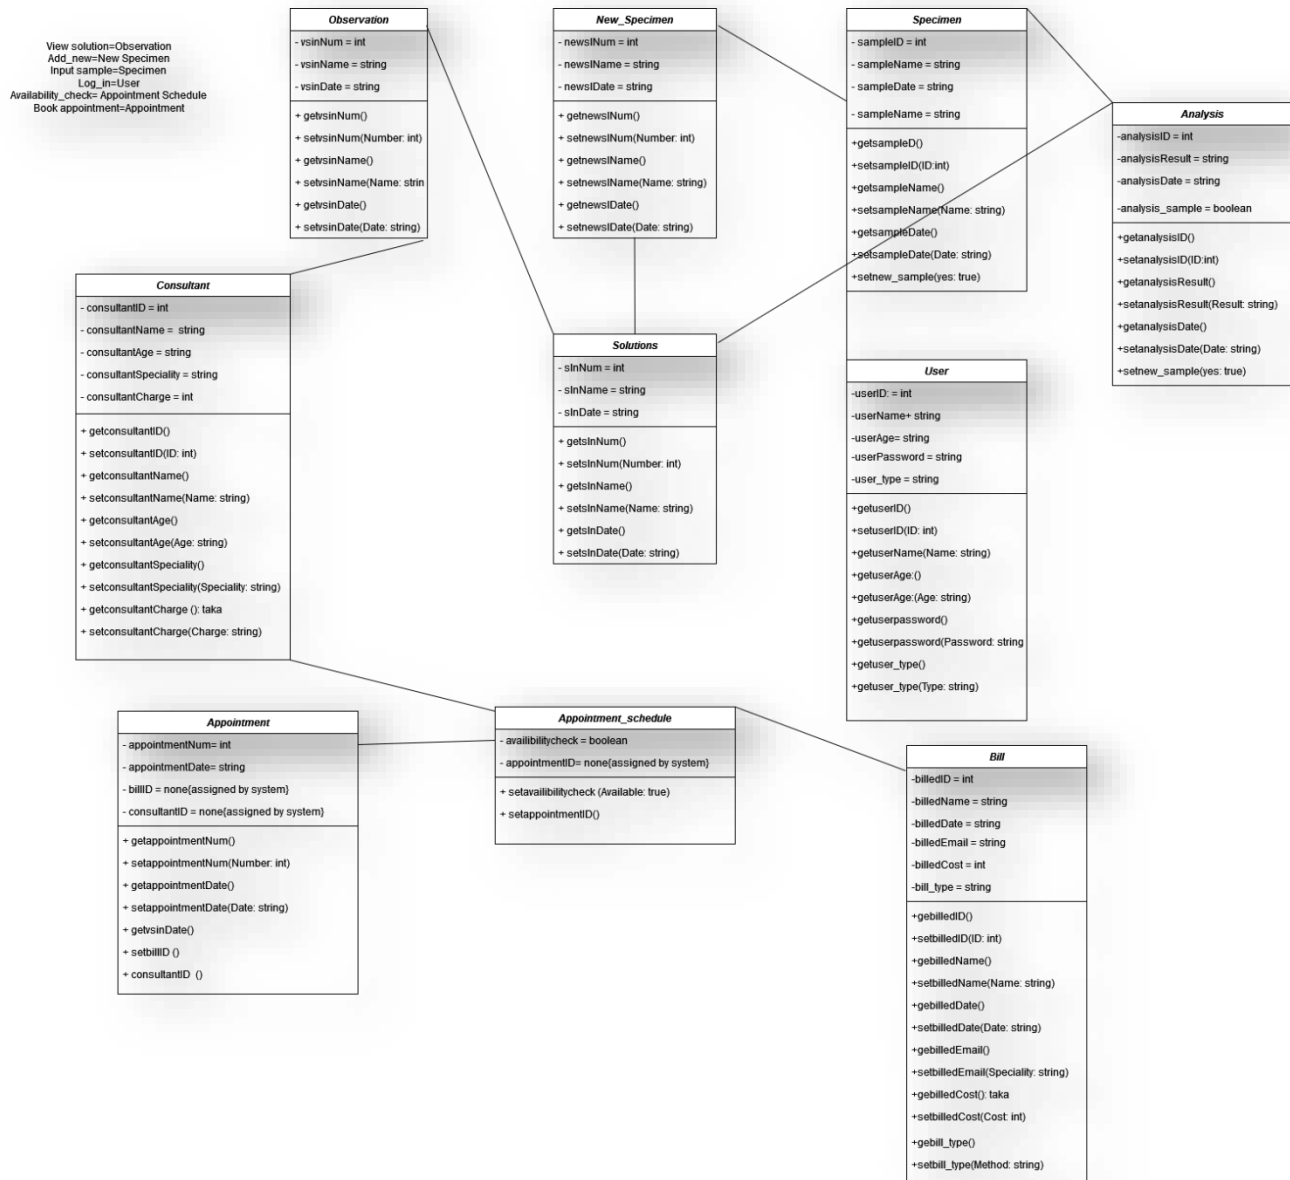 View solution=Observation
Add_new=New Specimen
Input sample=Specimen
Log_in=User
Availability_check= Appointment Schedule
Book appointment=Appointment
Observation
- vsinNum = int
- vsinName = string
- vsinDate = string
+ getvsinNum()
+ setvsinNum(Number: int)
+ getvsinName()
+ setvsinName(Name: strin
+ getvsinDate()
+ setvsinDate(Date: string)
New_Specimen
- newslNum = int
- newslName = string
- newslDate = string
+ getnewslNum()
+ setnewslNum(Number: int)
+ getnewslName()
+ setnewslName(Name: string)
+ getnewslDate()
+ setnewslDate(Date: string)
Specimen
- sampleID = int
- sampleName = string
- sampleDate = string
- sampleName = string
+getsampleD()
+setsampleID(ID:int)
+getsampleName()
+setsampleName(Name: string)
+getsampleDate()
+setsampleDate(Date: string)
+setnew_sample(yes: true)
Analysis
-analysisID = int
-analysisResult = string
-analysisDate = string
-analysis_sample = boolean
+getanalysisID()
+setanalysisID(ID:int)
+getanalysisResult()
+setanalysisResult(Result: string)
+getanalysisDate()
+setanalysisDate(Date: string)
+setnew_sample(yes: true)
Consultant
- consultantID = int
- consultantName = string
- consultantAge = string
- consultantSpeciality = string
- consultantCharge = int
+ getconsultantID()
+ setconsultantID(ID: int)
+ getconsultantName()
+ setconsultantName(Name: string)
+ getconsultantAge()
+ setconsultantAge(Age: string)
+ getconsultantSpeciality()
+ setconsultantSpeciality(Speciality: string)
+ getconsultantCharge (): taka
+ setconsultantCharge(Charge: string)
Solutions
- slnNum = int
- slnName = string
- slnDate = string
+ getslnNum()
+ setslnNum(Number: int)
+ getslnName()
+ setslnName(Name: string)
+ getslnDate()
+ setslnDate(Date: string)
User
-userID: = int
-userName+ string
-userAge= string
-userPassword = string
-user_type = string
+getuserID()
+setuserID(ID: int)
+getuserName(Name: string)
+getuserAge:()
+getuserAge:(Age: string)
+getuserpassword()
+getuserpassword(Password: string
+getuser_type()
+getuser_type(Type: string)
Appointment
- appointmentNum= int
- appointmentDate= string
- billID = none{assigned by system}
- consultantID = none{assigned by system}
+ getappointmentNum()
+ setappointmentNum(Number: int)
+ getappointmentDate()
+ setappointmentDate(Date: string)
+ getvsinDate()
+ setbillID ()
+ consultantID ()
Appointment_schedule
- availibilitycheck = boolean
- appointmentID= none{assigned by system}
+ setavailibilitycheck (Available: true)
+ setappointmentID()
Bill
-billedID = int
-billedName = string
-billedDate = string
-billedEmail = string
-billedCost = int
-bill_type = string
+gebilledID()
+setbilledID(ID: int)
+gebilledName()
+setbilledName(Name: string)
+gebilledDate()
+setbilledDate(Date: string)
+gebilledEmail()
+setbilledEmail(Speciality: string)
+gebilledCost(): taka
+setbilledCost(Cost: int)
+gebill_type()
+setbill_type(Method: string)